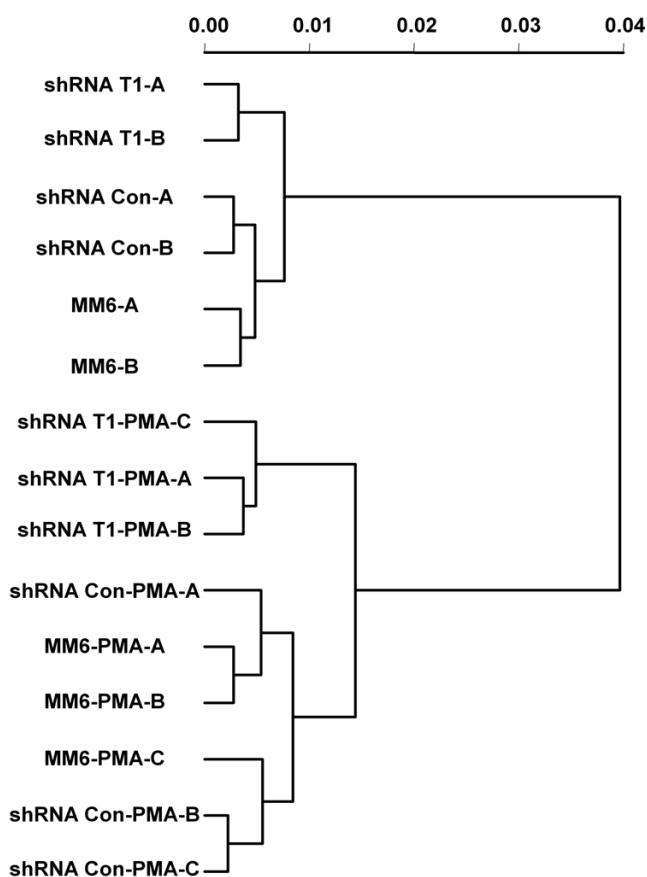 0.00 0.01 0.02 0.03 0.04
shRNA T1-A
shRNA T1-B
shRNA Con-A
shRNA Con-B
MM6-A
MM6-B
shRNA T1-PMA-C
shRNA T1-PMA-A
shRNA T1-PMA-B
shRNA Con-PMA-A
MM6-PMA-A
MM6-PMA-B
MM6-PMA-C
shRNA Con-PMA-B
shRNA Con-PMA-C